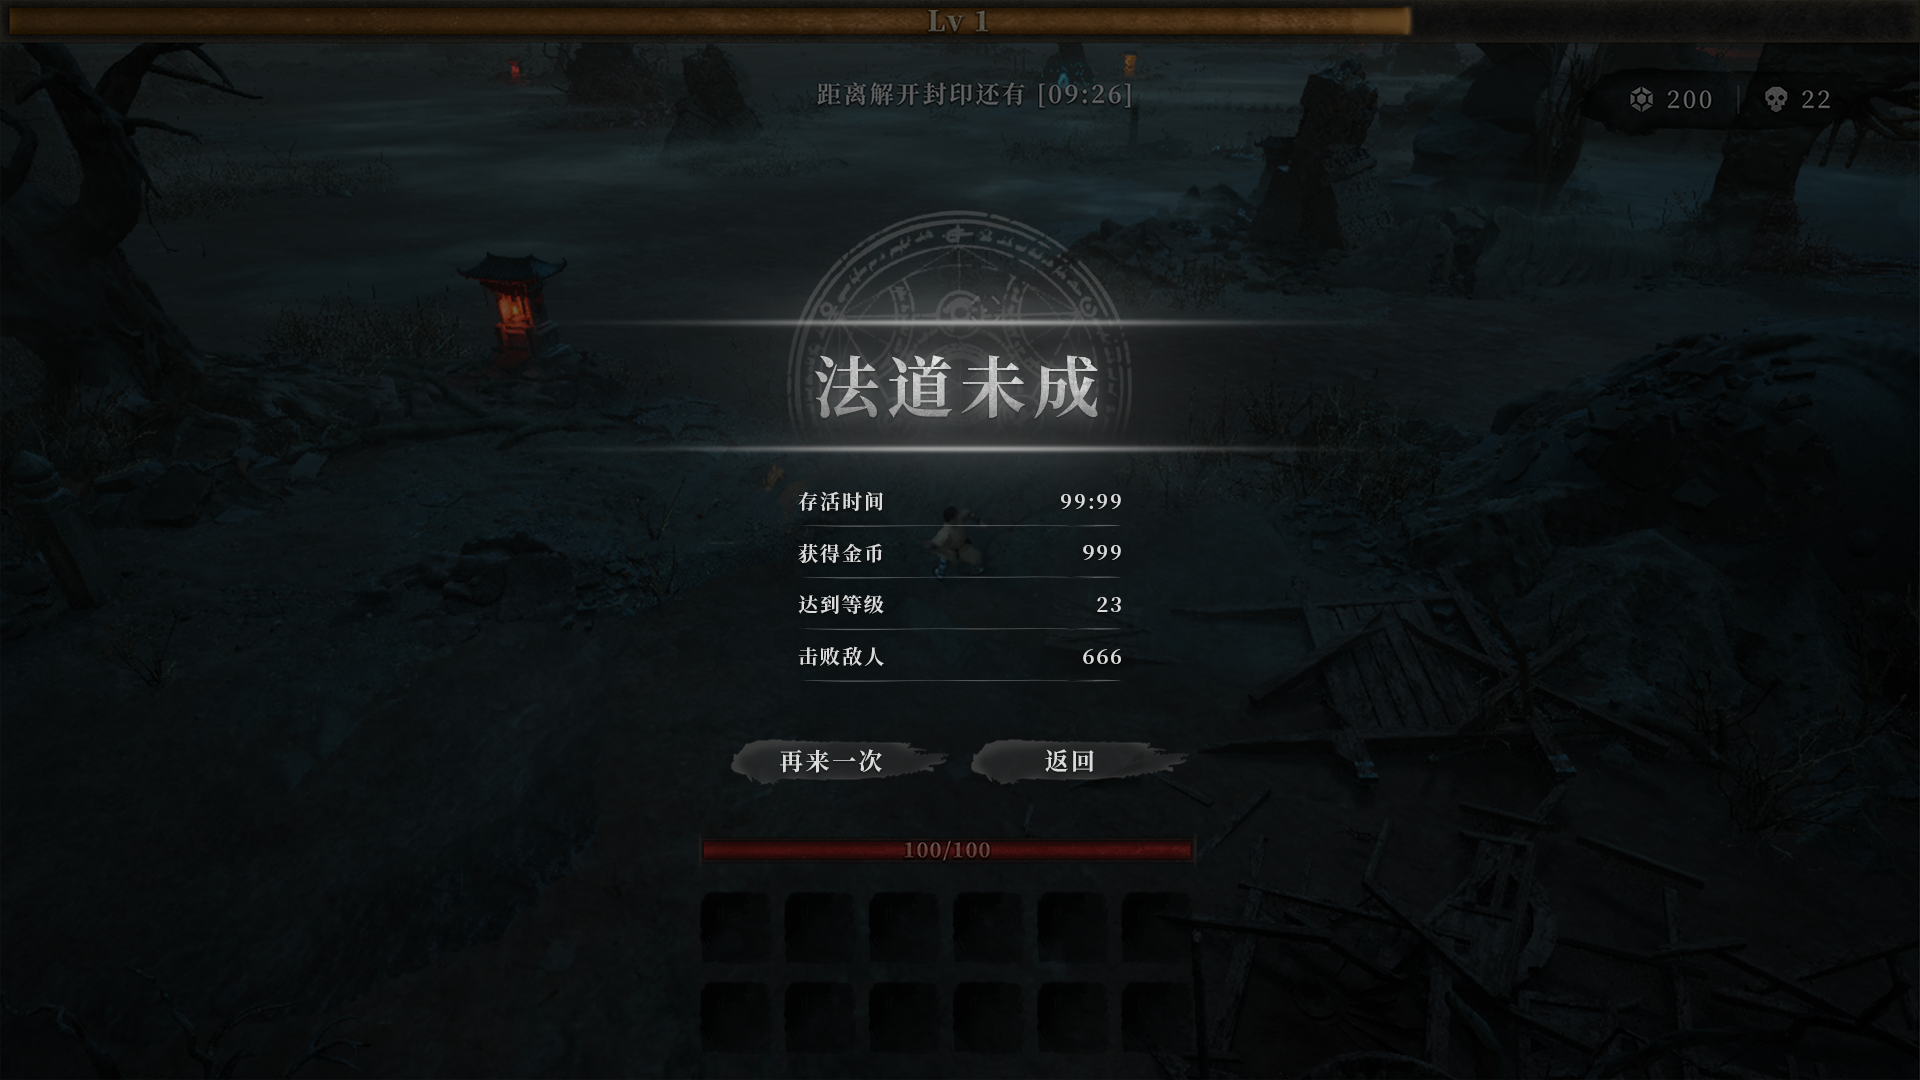 Lv 1
距离解开封印还有 [09:26]
200 22
法道未成
存活时间 99:99
获得金币 999
达到等级 23
击败敌人 666
再来一次 返回
100/100